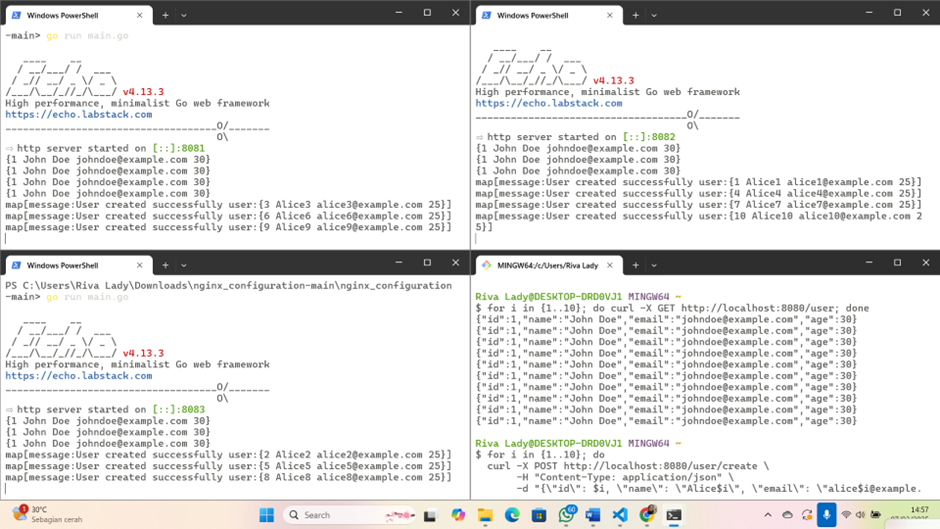 Windows PowerShell
-main> go run main.go
v4.13.3
High performance, minimalist Go web framework
https://echo.labstack.com
____________________________________O/_______
                                    O\
⇨ http server started on [::]:8081
{1 John Doe johndoe@example.com 30}
{1 John Doe johndoe@example.com 30}
{1 John Doe johndoe@example.com 30}
{1 John Doe johndoe@example.com 30}
map[message:User created successfully user:{3 Alice3 alice3@example.com 25}]
map[message:User created successfully user:{6 Alice6 alice6@example.com 25}]
map[message:User created successfully user:{9 Alice9 alice9@example.com 25}]
Windows PowerShell
v4.13.3
High performance, minimalist Go web framework
https://echo.labstack.com
____________________________________O/_______
                                    O\
⇨ http server started on [::]:8082
{1 John Doe johndoe@example.com 30}
{1 John Doe johndoe@example.com 30}
{1 John Doe johndoe@example.com 30}
map[message:User created successfully user:{1 Alice1 alice1@example.com 25}]
map[message:User created successfully user:{4 Alice4 alice4@example.com 25}]
map[message:User created successfully user:{7 Alice7 alice7@example.com 25}]
map[message:User created successfully user:{10 Alice10 alice10@example.com 2
5}]
Windows PowerShell
PS C:\Users\Riva Lady\Downloads\nginx_configuration-main\nginx_configuration
-main> go run main.go
v4.13.3
High performance, minimalist Go web framework
https://echo.labstack.com
____________________________________O/_______
                                    O\
⇨ http server started on [::]:8083
{1 John Doe johndoe@example.com 30}
{1 John Doe johndoe@example.com 30}
{1 John Doe johndoe@example.com 30}
map[message:User created successfully user:{2 Alice2 alice2@example.com 25}]
map[message:User created successfully user:{5 Alice5 alice5@example.com 25}]
map[message:User created successfully user:{8 Alice8 alice8@example.com 25}]
MINGW64:/c/Users/Riva Lady
Riva Lady@DESKTOP-DRD0VJ1 MINGW64 ~
$ for i in {1..10}; do curl -X GET http://localhost:8080/user; done
{"id":1,"name":"John Doe","email":"johndoe@example.com","age":30}
{"id":1,"name":"John Doe","email":"johndoe@example.com","age":30}
{"id":1,"name":"John Doe","email":"johndoe@example.com","age":30}
{"id":1,"name":"John Doe","email":"johndoe@example.com","age":30}
{"id":1,"name":"John Doe","email":"johndoe@example.com","age":30}
{"id":1,"name":"John Doe","email":"johndoe@example.com","age":30}
{"id":1,"name":"John Doe","email":"johndoe@example.com","age":30}
{"id":1,"name":"John Doe","email":"johndoe@example.com","age":30}
{"id":1,"name":"John Doe","email":"johndoe@example.com","age":30}
{"id":1,"name":"John Doe","email":"johndoe@example.com","age":30}
Riva Lady@DESKTOP-DRD0VJ1 MINGW64 ~
$ for i in {1..10}; do
  curl -X POST http://localhost:8080/user/create \
       -H "Content-Type: application/json" \
       -d "{\"id\": $i, \"name\": \"Alice$i\", \"email\": \"alice$i@example.
30°C
Sebagian cerah
Search
14:57